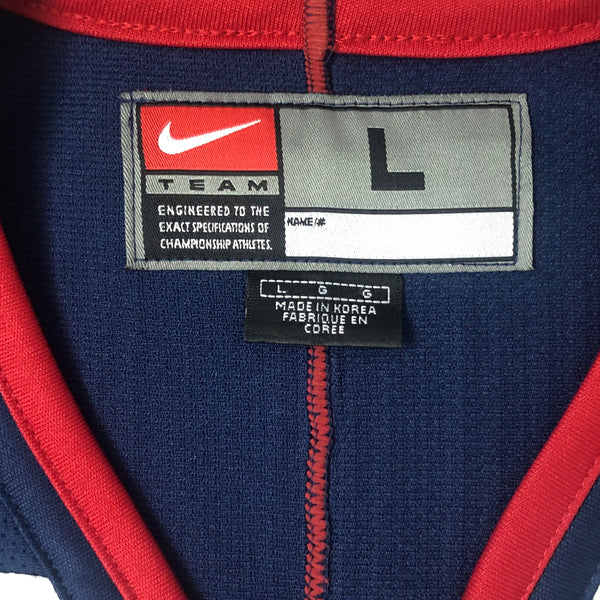 TEAM
ENGINEERED TO THE
EXACT SPECIFICATIONS OF
CHAMPIONSHIP ATHLETES.
L
NAME/#
L G G
MADE IN KOREA
FABRIQUE EN
COREE